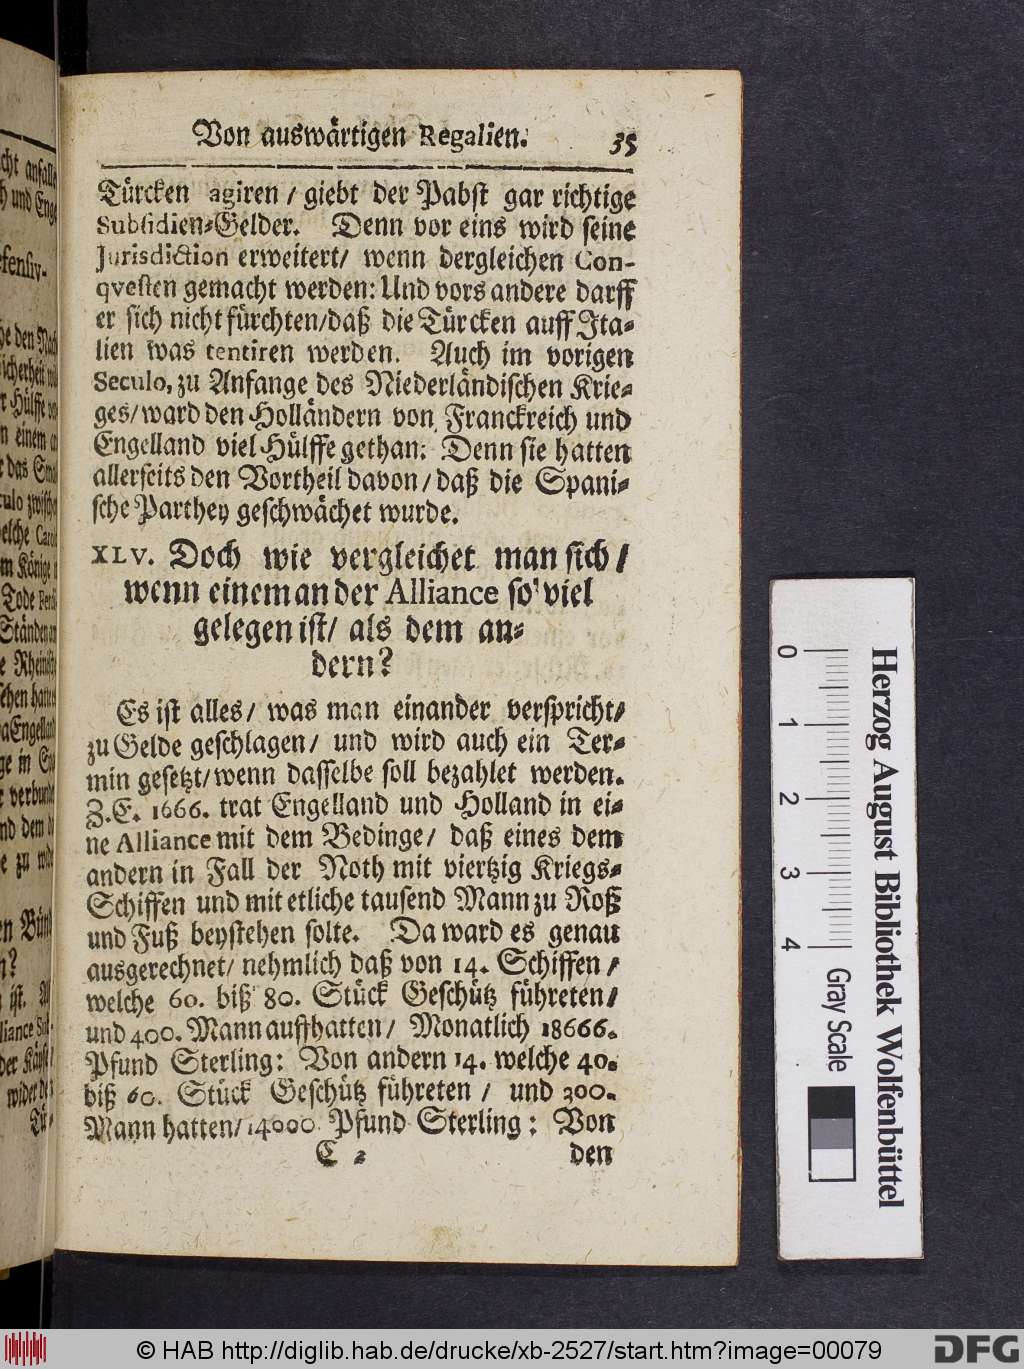 Von auswärtigen Regalien. 35
Türcken agiren / giebt der Pabst gar richtige
Subsidien-Gelder. Denn vor eins wird seine
Jurisdiction erweitert/ wenn dergleichen Con-
qvesten gemacht werden: Und vors andere darff
er sich nicht fürchten/daß die Türcken auff Ita-
lien was tentiren werden. Auch im vorigen
Seculo, zu Anfange des Niederländischen Krie-
ges/ward den Holländern von Franckreich und
Engelland viel Hülffe gethan: Denn sie hatten
allerseits den Vortheil davon/ daß die Spani-
sche Parthey geschwächet wurde.
XLV. Doch wie vergleichet man sich/
wenn einem an der Alliance so viel
gelegen ist/ als dem an-
dern?
Es ist alles/ was man einander verspricht/
zu Gelde geschlagen/ und wird auch ein Ter-
min gesetzt/wenn dasselbe soll bezahlet werden.
Z.E. 1666. trat Engelland und Holland in ei-
ne Alliance mit dem Bedinge/ daß eines dem
andern in Fall der Noth mit viertzig Kriegs-
Schiffen und mit etliche tausend Mann zu Roß
und Fuß beystehen solte. Da ward es genau
ausgerechnet/ nehmlich daß von 14. Schiffen/
welche 60. biß 80. Stück Geschütz führeten/
und 400. Mann auffhatten/ Monatlich 18666.
Pfund Sterling: Von andern 14. welche 40.
biß 60. Stück Geschütz führeten / und 300.
Mann hatten/ 14000. Pfund Sterling: Von
C 2 den
0 1 2 3 4
Herzog August Bibliothek Wolfenbüttel
Gray Scale
© HAB http://diglib.hab.de/drucke/xb-2527/start.htm?image=00079
DFG